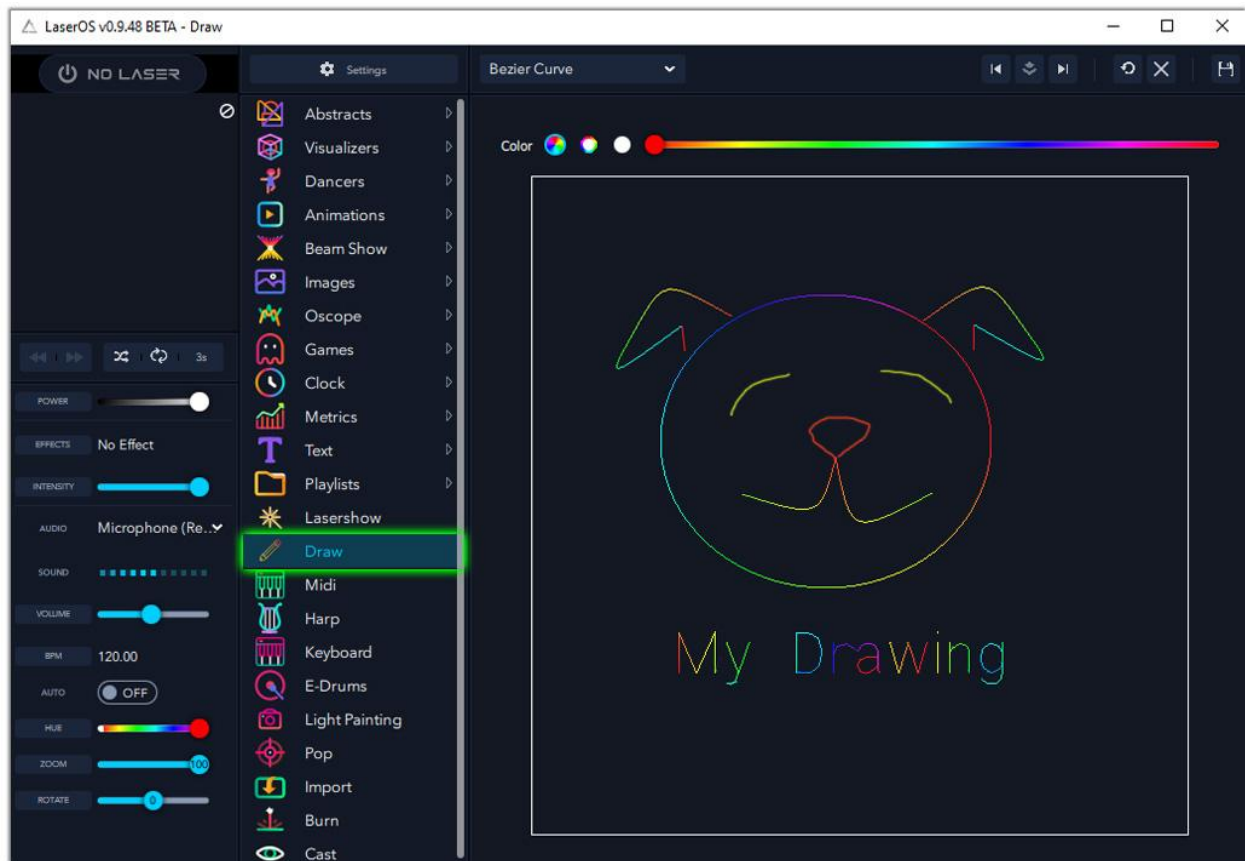 LaserOS v0.9.48 BETA - Draw
NO LASER
Settings
Bezier Curve
Abstracts
Visualizers
Dancers
Animations
Beam Show
Images
Oscope
Games
Clock
Metrics
Text
Playlists
Lasershow
Draw
Midi
Harp
Keyboard
E-Drums
Light Painting
Pop
Import
Burn
Cast
3s
POWER
EFFECTS No Effect
INTENSITY
AUDIO Microphone (Re...
SOUND
VOLUME
BPM 120.00
AUTO OFF
HUE
ZOOM 100
ROTATE 0
Color
My Drawing